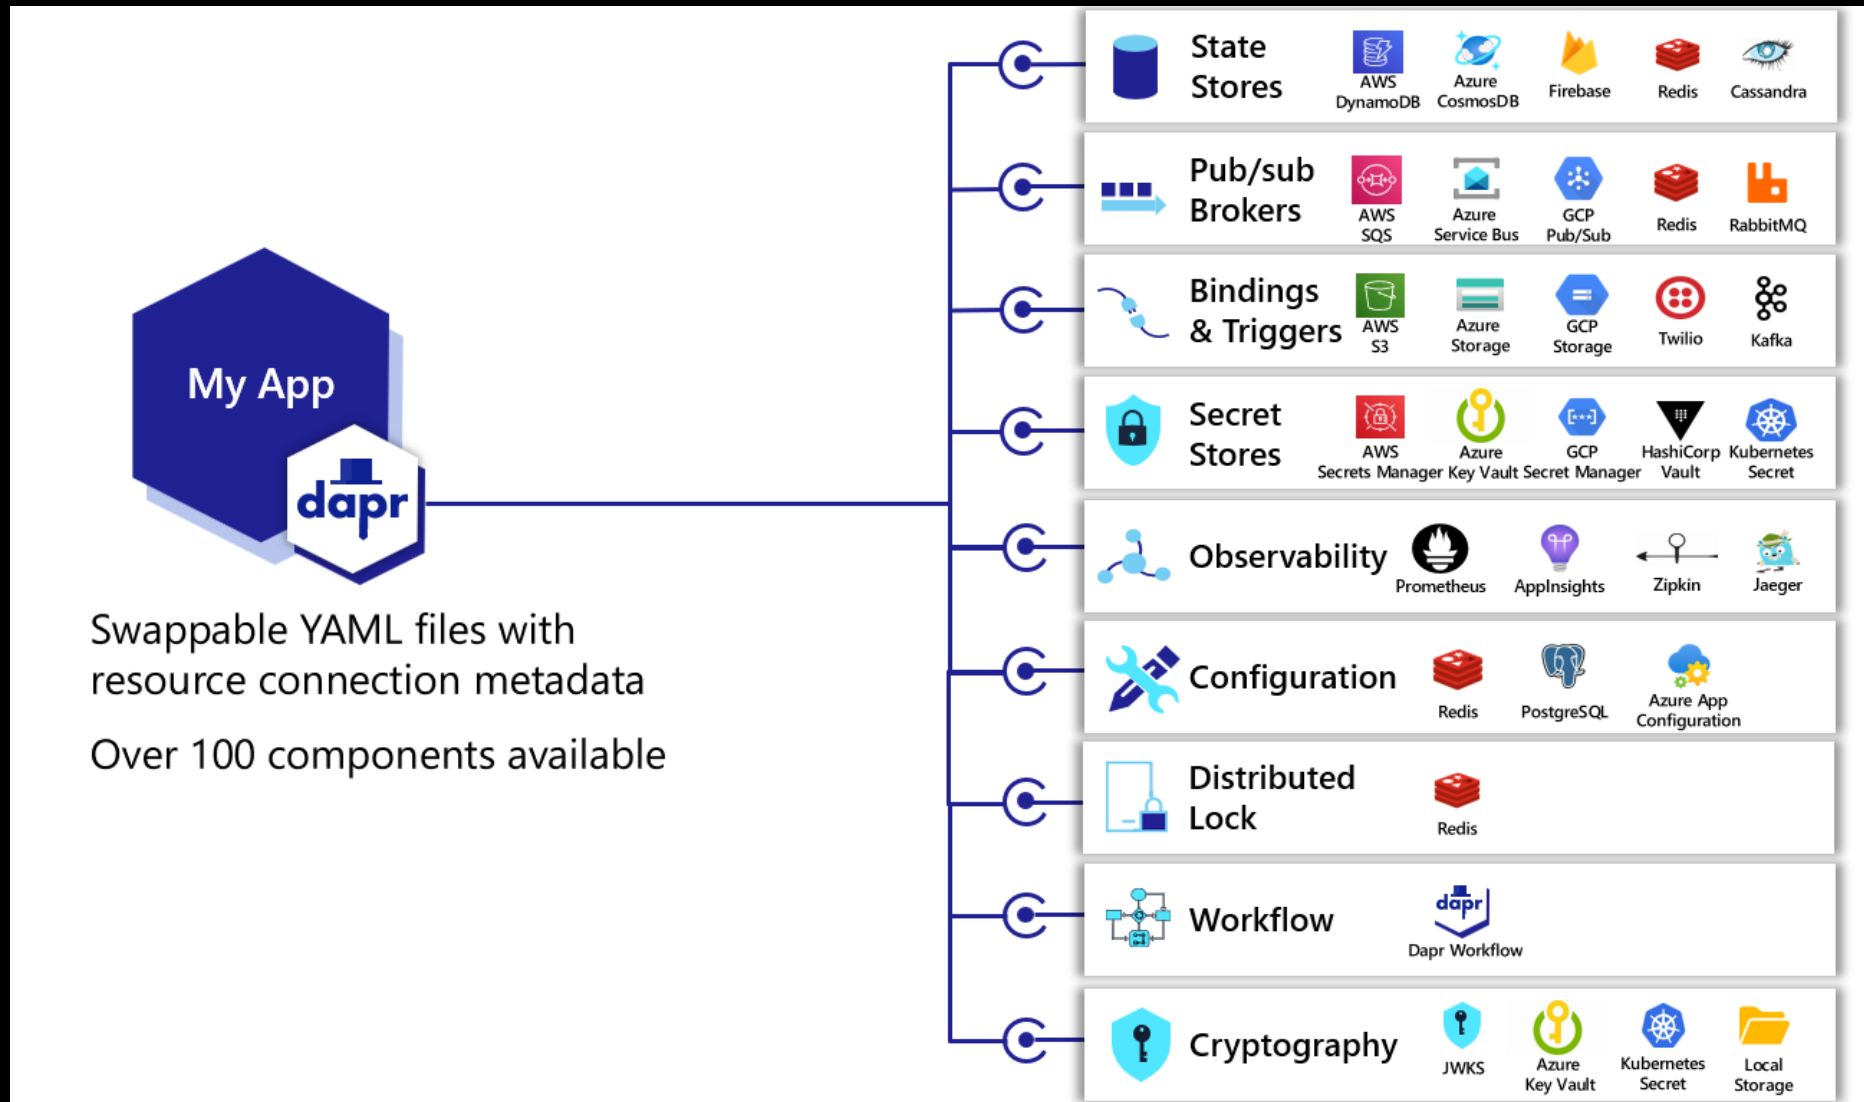 My App
dapr
Swappable YAML files with
resource connection metadata
Over 100 components available
State
Stores
AWS
DynamoDB
Azure
CosmosDB
Firebase
Redis
Cassandra
Pub/sub
Brokers
AWS
SQS
Azure
Service Bus
GCP
Pub/Sub
Redis
RabbitMQ
Bindings
& Triggers
AWS
S3
Azure
Storage
GCP
Storage
Twilio
Kafka
Secret
Stores
AWS
Secrets Manager
Azure
Key Vault
GCP
Secret Manager
HashiCorp
Vault
Kubernetes
Secret
Observability
Prometheus
AppInsights
Zipkin
Jaeger
Configuration
Redis
PostgreSQL
Azure App
Configuration
Distributed
Lock
Redis
Workflow
dapr
Dapr Workflow
Cryptography
JWKS
Azure
Key Vault
Kubernetes
Secret
Local
Storage